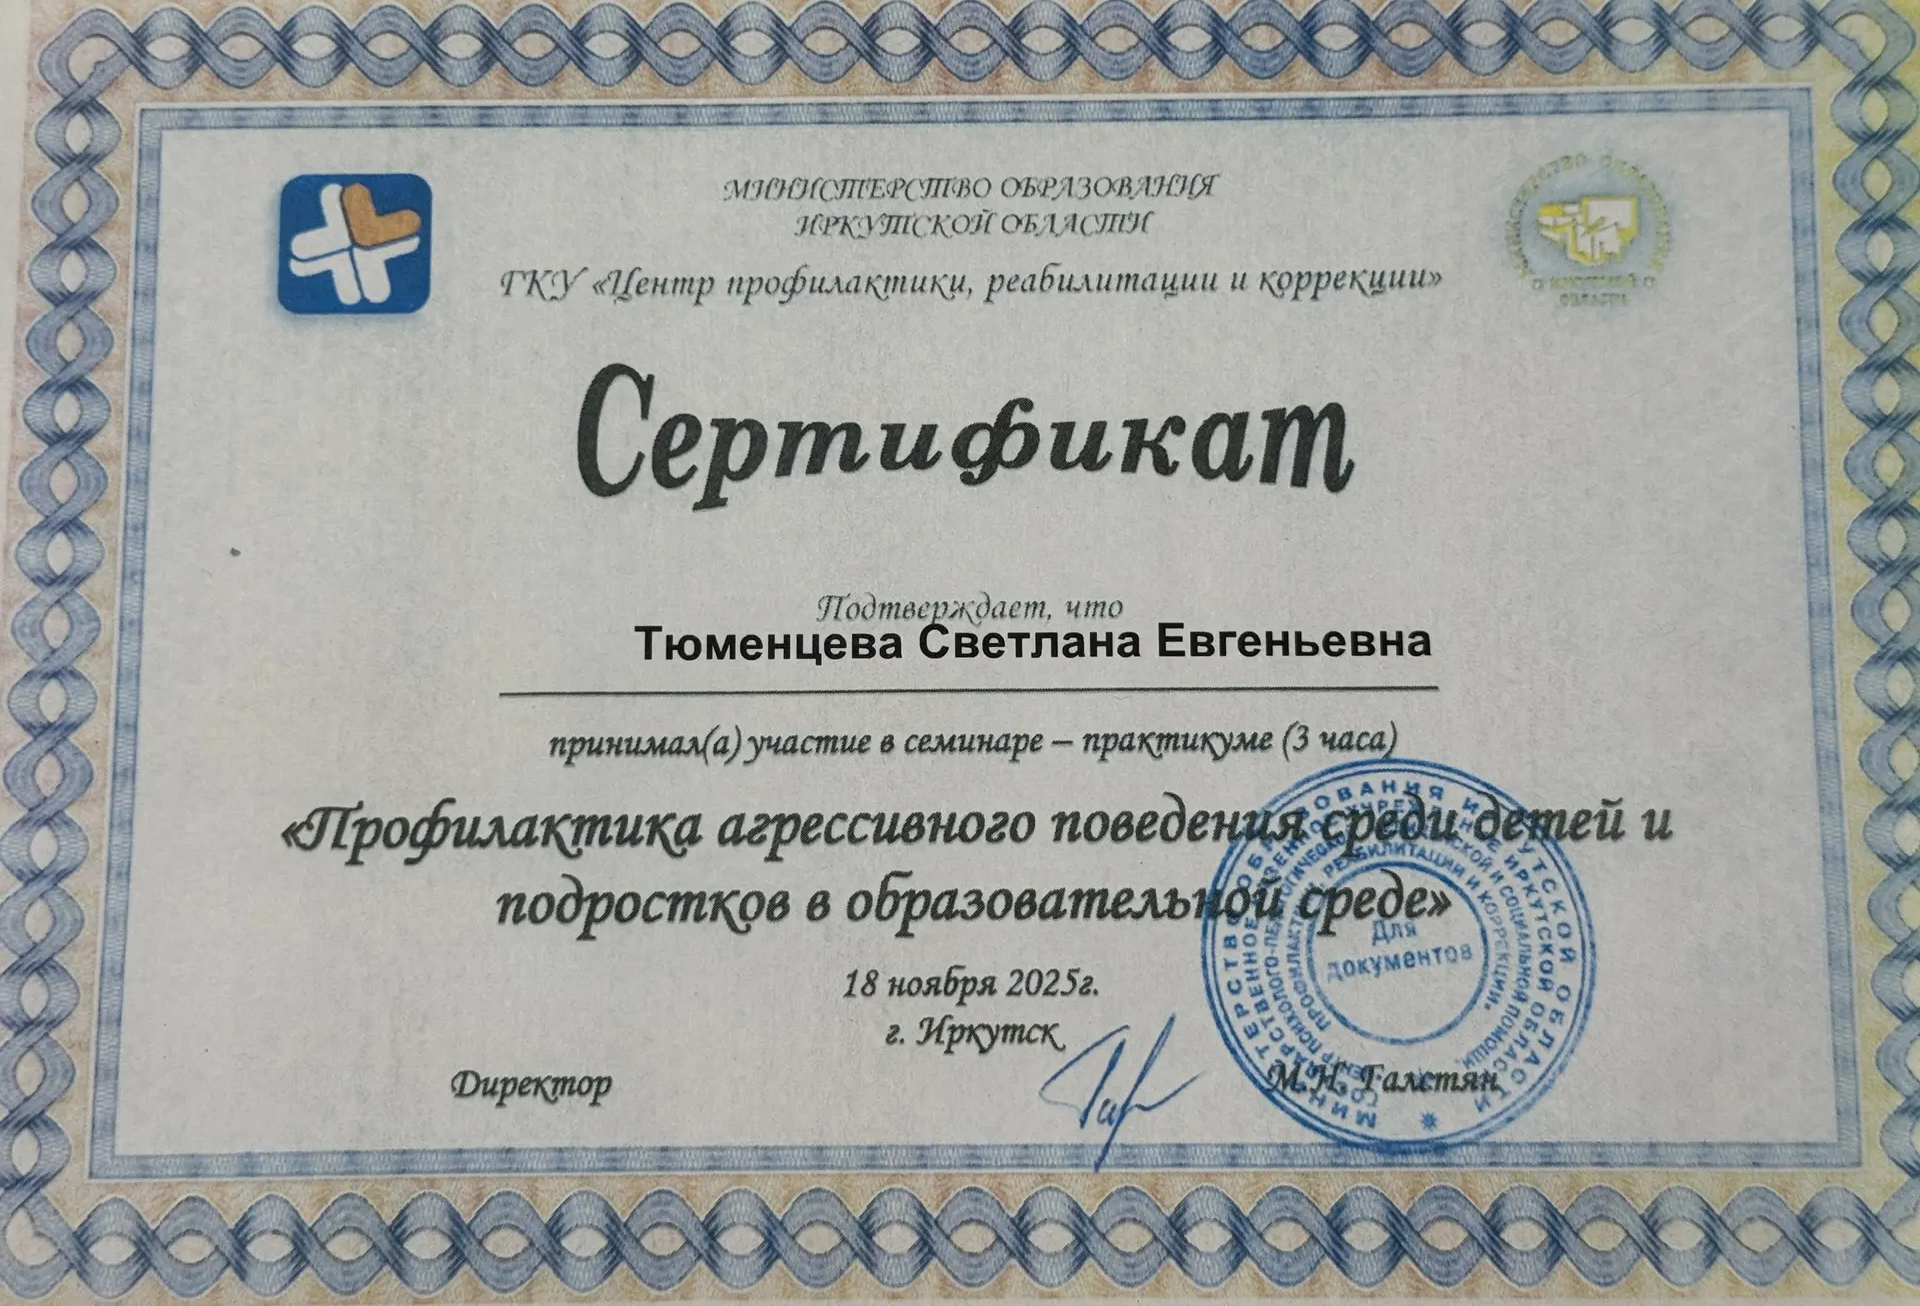 МИНИСТЕРСТВО ОБРАЗОВАНИЯ
ИРКУТСКОЙ ОБЛАСТИ
ГКУ «Центр профилактики, реабилитации и коррекции»
Сертификат
Подтверждает, что
Тюменцева Светлана Евгеньевна
принимал(а) участие в семинаре – практикуме (3 часа)
«Профилактика агрессивного поведения среди детей и
подростков в образовательной среде»
18 ноября 2025г.
г. Иркутск
Директор
М.Н. Галстян
Для
документов